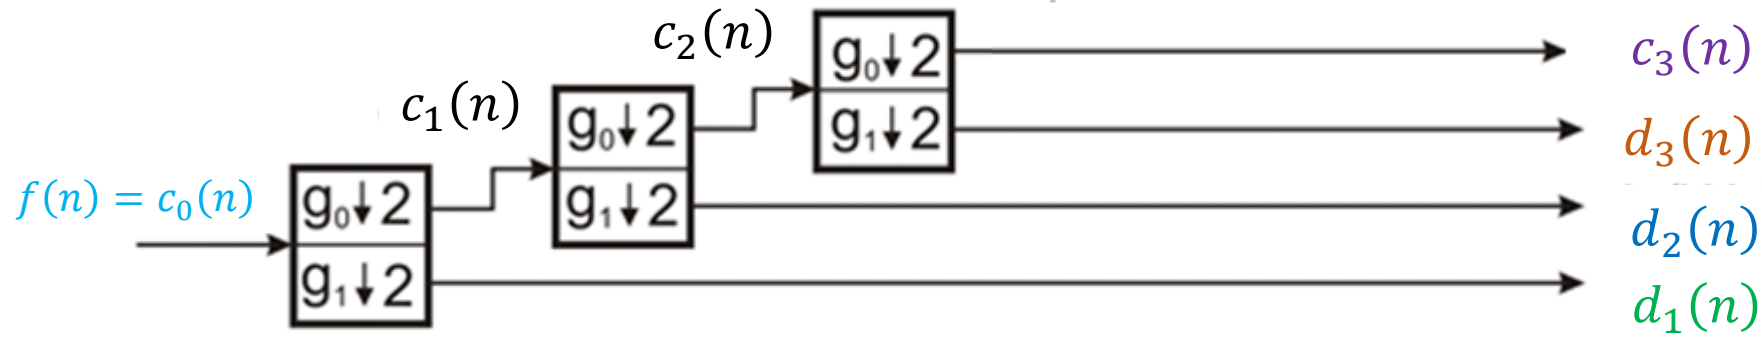 c₂(n)
g₀↓2
c₃(n)
c₁(n)
g₀↓2
g₁↓2
d₃(n)
f(n) = c₀(n)
g₀↓2
g₁↓2
d₂(n)
g₁↓2
d₁(n)